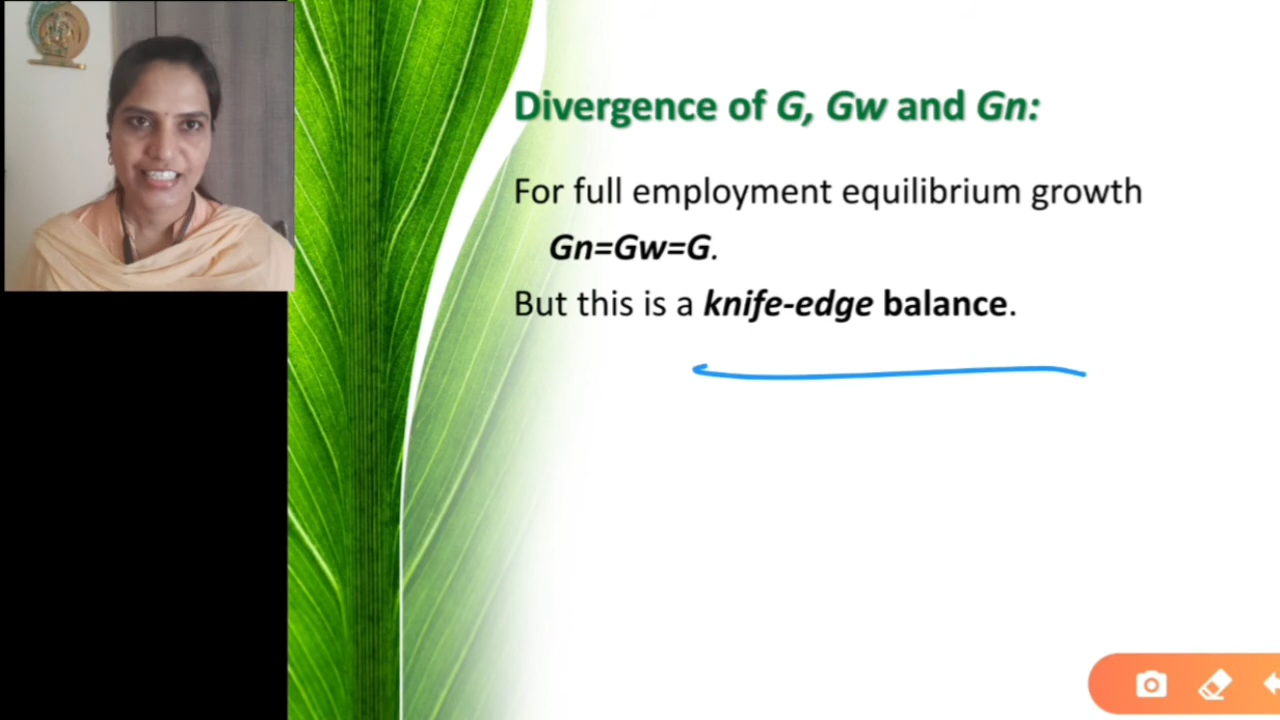 Divergence of G, Gw and Gn:
For full employment equilibrium growth
Gn=Gw=G.
But this is a knife-edge balance.